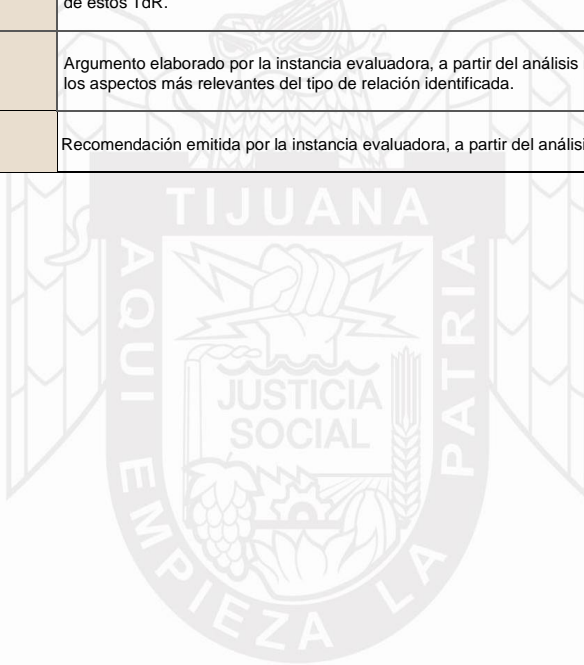 de estos TdR.
Argumento elaborado por la instancia evaluadora, a partir del análisis
los aspectos más relevantes del tipo de relación identificada.
Recomendación emitida por la instancia evaluadora, a partir del
TIJUANA
AQUI EMPIEZA LA PATRIA
JUSTICIA
SOCIAL